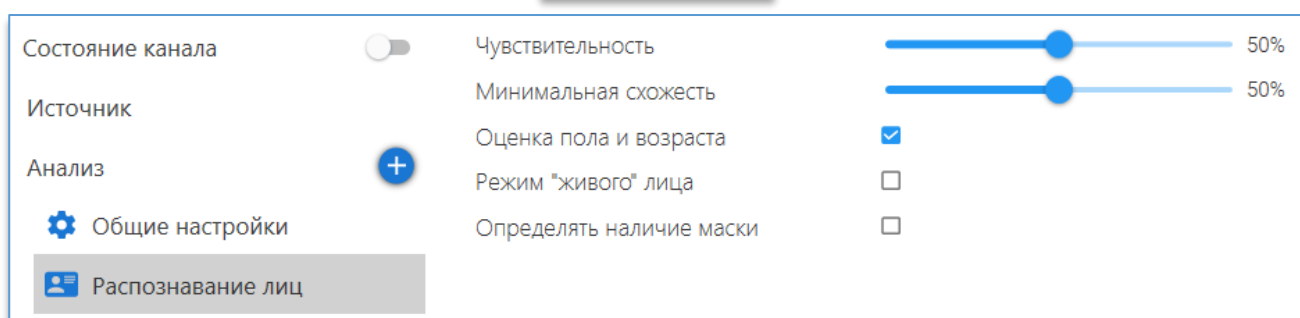 Состояние канала
Источник
Анализ
Общие настройки
Распознавание лиц
Чувствительность 50%
Минимальная схожесть 50%
Оценка пола и возраста
Режим "живого" лица
Определять наличие маски